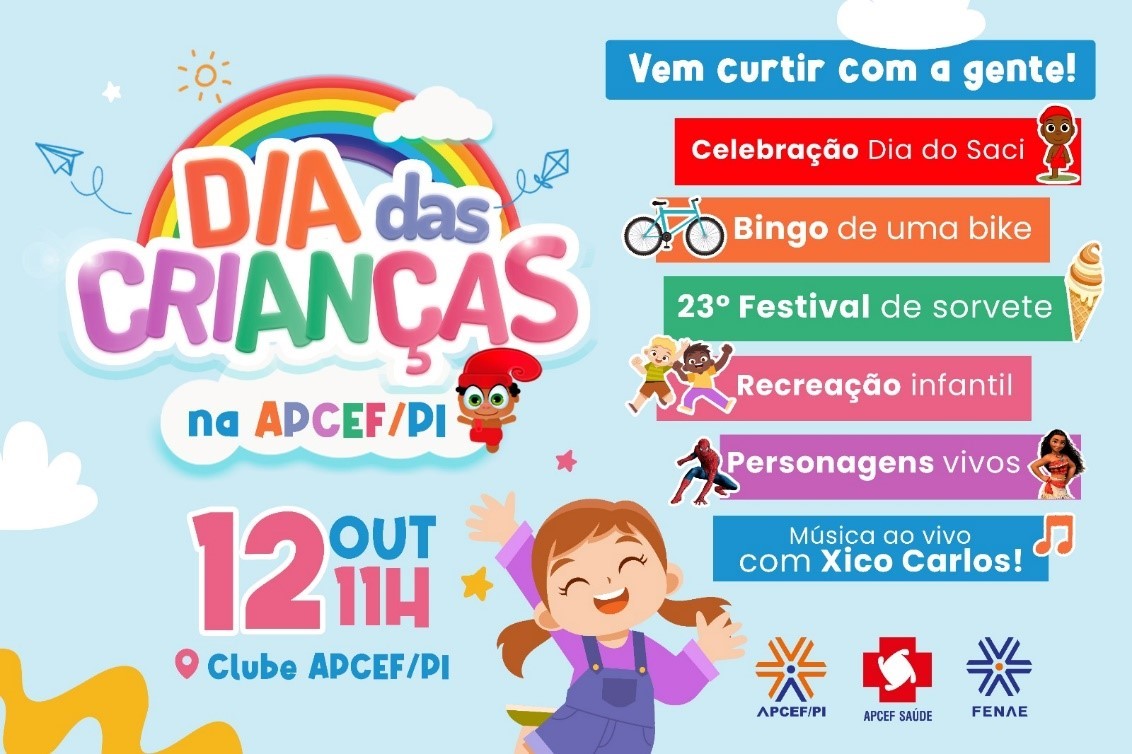 DIA das
CRIANÇAS
na APCEF/PI
12
OUT
11H
Clube APCEF/PI
Vem curtir com a gente!
Celebração Dia do Saci
Bingo de uma bike
23º Festival de sorvete
Recreação infantil
Personagens vivos
Música ao vivo
com Xico Carlos!
APCEF/PI
APCEF SAÚDE
FENAE